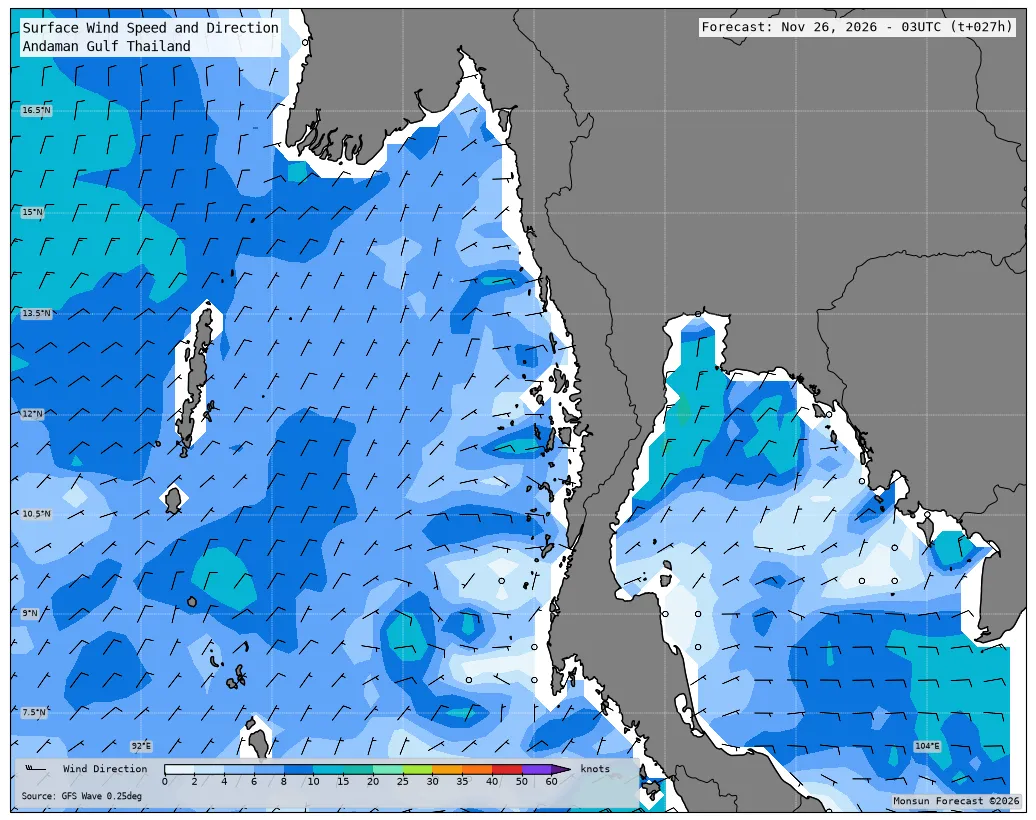 Surface Wind Speed and Direction
Andaman Gulf Thailand
Forecast: Nov 26, 2026 - 03UTC (t+027h)
16.5°N
15°N
13.5°N
12°N
10.5°N
9°N
7.5°N
92°E
104°E
Wind Direction
0 2 4 6 8 10 15 20 25 30 35 40 50 60
knots
Source: GFS Wave 0.25deg
Monsun Forecast ©2026